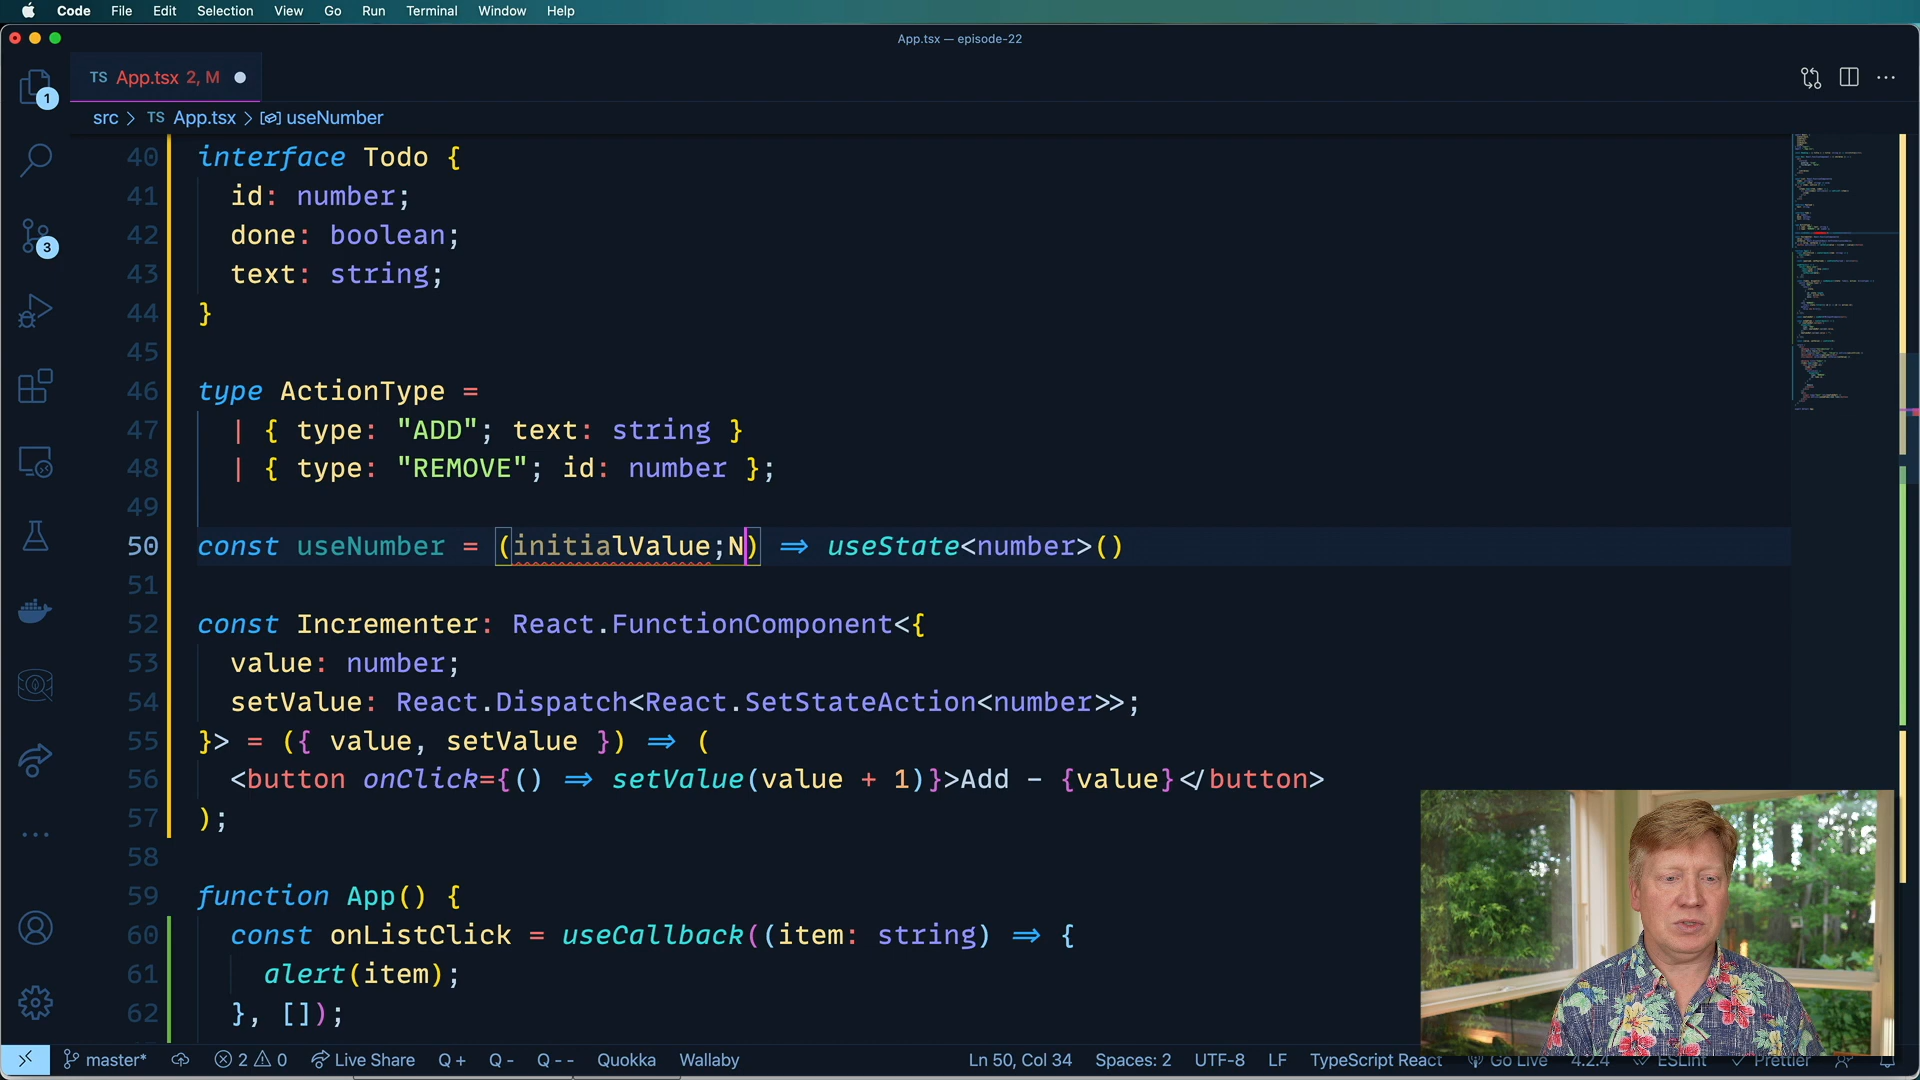 Code File Edit Selection View Go Run Terminal Window Help
App.tsx — episode-22
TS App.tsx 2, M
src > TS App.tsx > useNumber
1
3
40 interface Todo {
41 id: number;
42 done: boolean;
43 text: string;
44 }
45
46 type ActionType =
47 | { type: "ADD"; text: string }
48 | { type: "REMOVE"; id: number };
49
50 const useNumber = (initialValue;N) => useState<number>()
51
52 const Incrementer: React.FunctionComponent<{
53 value: number;
54 setValue: React.Dispatch<React.SetStateAction<number>>;
55 }> = ({ value, setValue }) => (
56 <button onClick={() => setValue(value + 1)}>Add - {value}</button>
57 );
58
59 function App() {
60 const onListClick = useCallback((item: string) => {
61 alert(item);
62 }, []);
master* 2 0 Live Share Q + Q - Q - - Quokka Wallaby Ln 50, Col 34 Spaces: 2 UTF-8 LF TypeScript React Go Live 4.2.4 ESLint Prettier